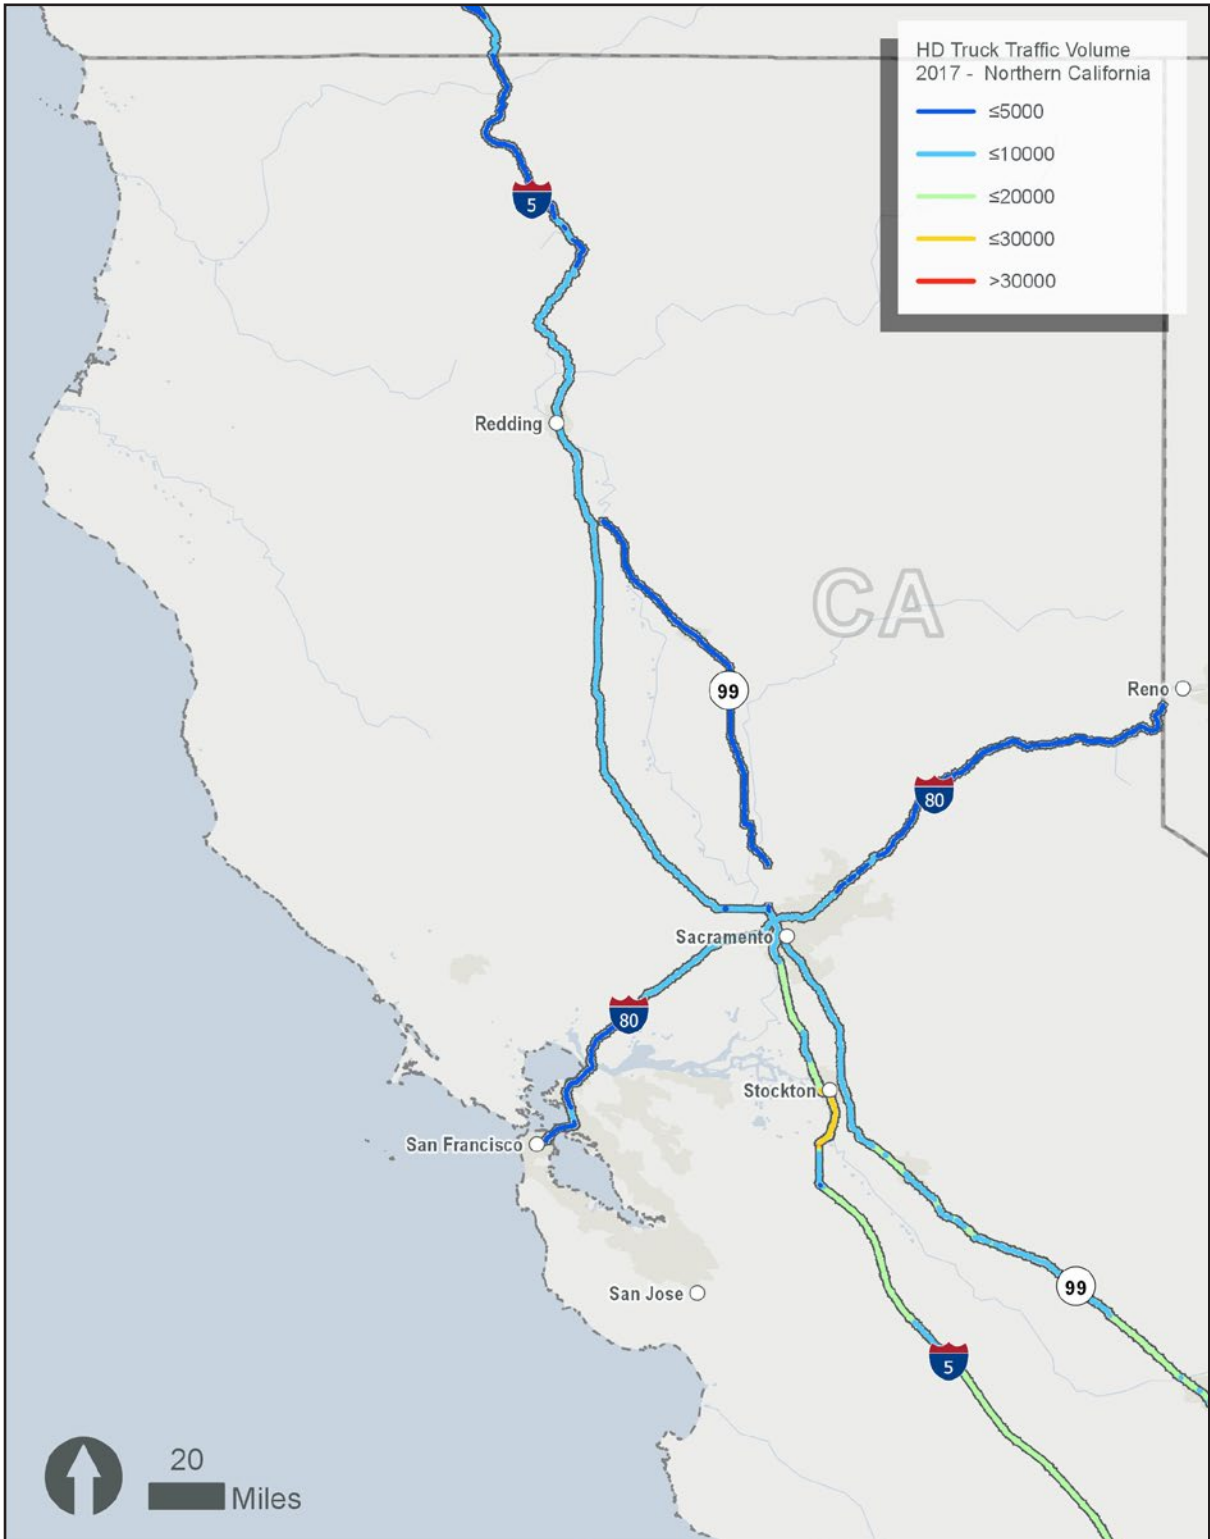 HD Truck Traffic Volume
2017 - Northern California
≤5000
≤10000
≤20000
≤30000
>30000
5
Redding
CA
99
Reno
80
Sacramento
80
Stockton
San Francisco
99
San Jose
5
20
Miles